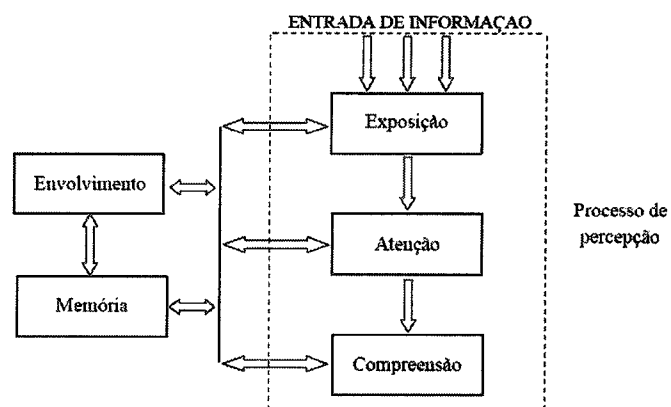 ENTRADA DE INFORMAÇAO
Exposição
Envolvimento
Atenção
Processo de
percepção
Memória
Compreensão